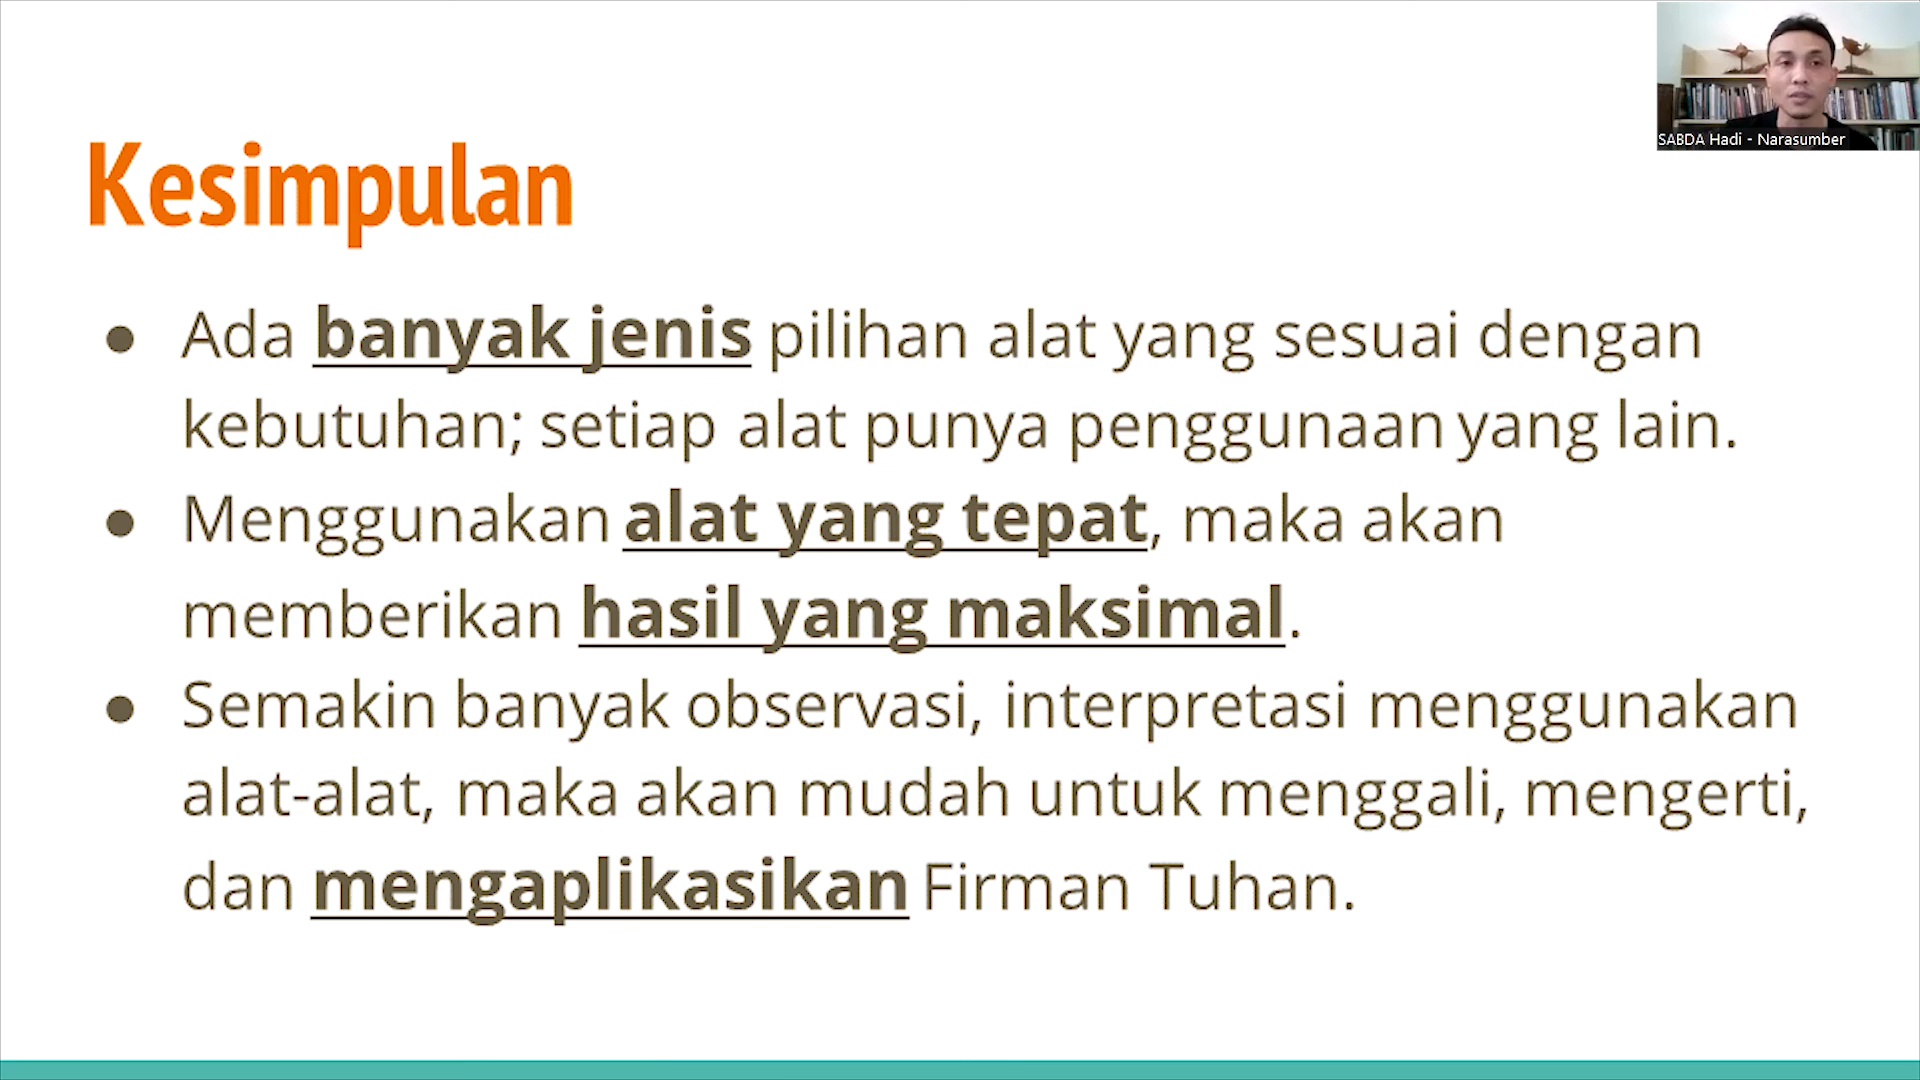 SABDA Hadi - Narasumber
Kesimpulan
● Ada banyak jenis pilihan alat yang sesuai dengan
kebutuhan; setiap alat punya penggunaan yang lain.
● Menggunakan alat yang tepat, maka akan
memberikan hasil yang maksimal.
● Semakin banyak observasi, interpretasi menggunakan
alat-alat, maka akan mudah untuk menggali, mengerti,
dan mengaplikasikan Firman Tuhan.